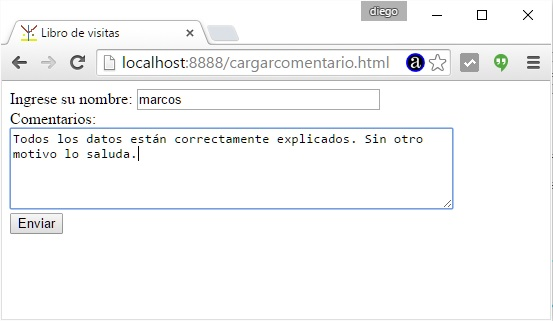 diego
Libro de visitas
localhost:8888/cargarcomentario.html
a
Ingrese su nombre: marcos
Comentarios:
Todos los datos están correctamente explicados. Sin otro
motivo lo saluda.
Enviar